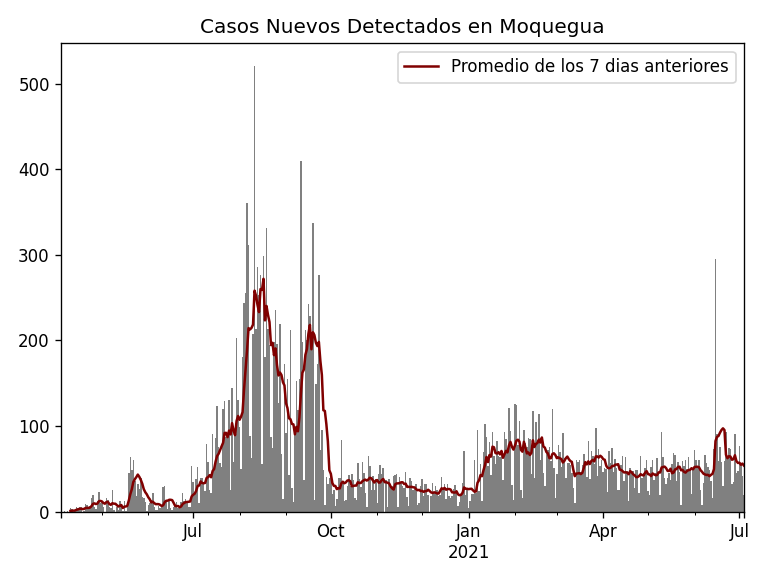 Casos Nuevos Detectados en Moquegua
Promedio de los 7 dias anteriores
500
400
300
200
100
0
Jul
Oct
Jan
2021
Apr
Jul